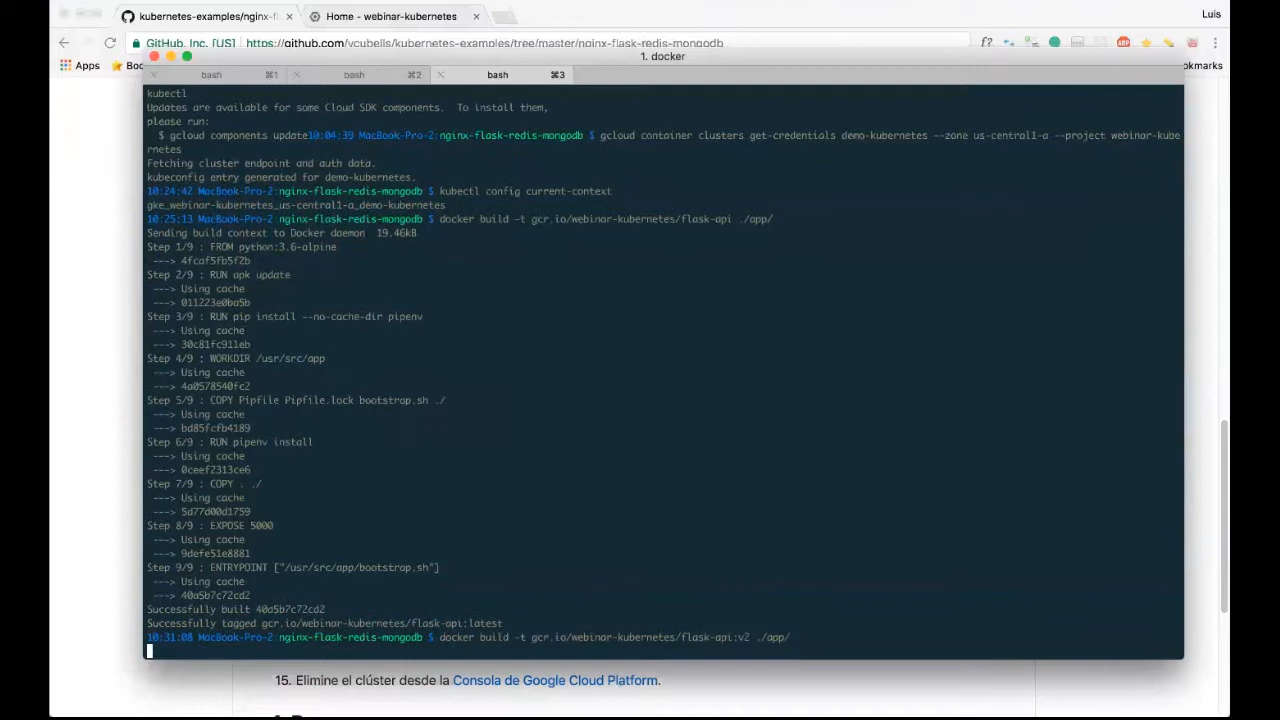 kubernetes-examples/nginx-fl
Home - webinar-kubernetes
Luis
GitHub, Inc. [US]
https://github.com/ycubells/kubernetes-examples/tree/master/nginx-flask-redis-mongodb
f?
Apps
Boo
okmarks
1. docker
bash ⌘1
bash ⌘2
bash ⌘3
kubectl
Updates are available for some Cloud SDK components.  To install them,
please run:
$ gcloud components update10:04:39 MacBook-Pro-2:nginx-flask-redis-mongodb $ gcloud container clusters get-credentials demo-kubernetes --zone us-central1-a --project webinar-kube
rnetes
Fetching cluster endpoint and auth data.
kubeconfig entry generated for demo-kubernetes.
10:24:42 MacBook-Pro-2:nginx-flask-redis-mongodb $ kubectl config current-context
gke_webinar-kubernetes_us-central1-a_demo-kubernetes
10:25:13 MacBook-Pro-2:nginx-flask-redis-mongodb $ docker build -t gcr.io/webinar-kubernetes/flask-api ./app/
Sending build context to Docker daemon  19.46kB
Step 1/9 : FROM python:3.6-alpine
---> 4fcaf5fb5f2b
Step 2/9 : RUN apk update
---> Using cache
---> 011223e0ba5b
Step 3/9 : RUN pip install --no-cache-dir pipenv
---> Using cache
---> 30c81fc911eb
Step 4/9 : WORKDIR /usr/src/app
---> Using cache
---> 4a0578540fc2
Step 5/9 : COPY Pipfile Pipfile.lock bootstrap.sh ./
---> Using cache
---> bd85fcfb4189
Step 6/9 : RUN pipenv install
---> Using cache
---> 0ceef2313ce6
Step 7/9 : COPY . ./
---> Using cache
---> 5d77d00d1759
Step 8/9 : EXPOSE 5000
---> Using cache
---> 9defe51e8881
Step 9/9 : ENTRYPOINT ["/usr/src/app/bootstrap.sh"]
---> Using cache
---> 40a5b7c72cd2
Successfully built 40a5b7c72cd2
Successfully tagged gcr.io/webinar-kubernetes/flask-api:latest
10:31:08 MacBook-Pro-2:nginx-flask-redis-mongodb $ docker build -t gcr.io/webinar-kubernetes/flask-api:v2 ./app/
15. Elimine el clúster desde la Consola de Google Cloud Platform.